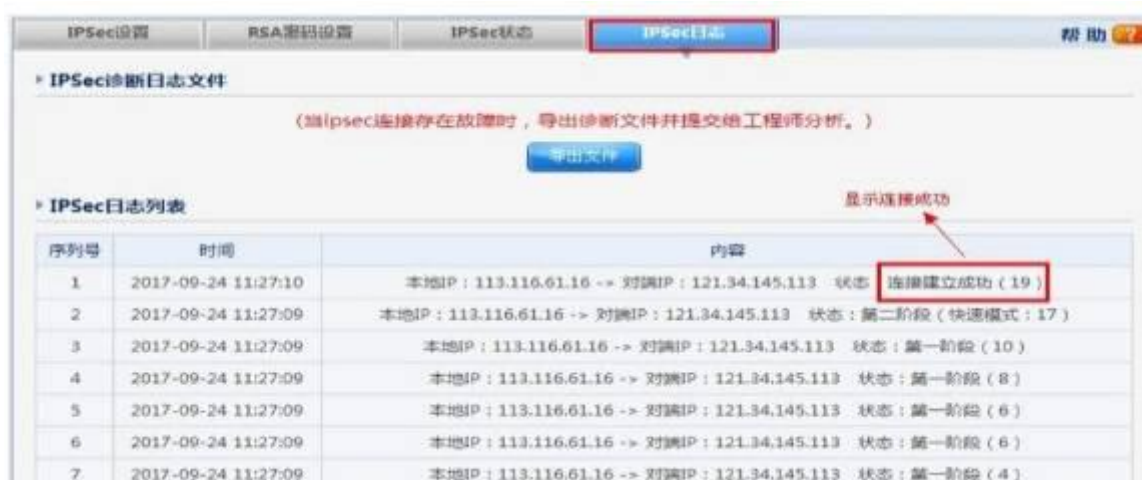 IPSec设置 RSA密码设置 IPSec状态 IPSec日志 帮助
IPSec诊断日志文件
(当ipsec连接存在故障时，导出诊断文件并提交给工程师分析。)
导出文件
显示连接成功
IPSec日志列表
序列号 时间 内容
1 2017-09-24 11:27:10 本地IP：113.116.61.16 -> 对端IP：121.34.145.113 状态 连接建立成功（19）
2 2017-09-24 11:27:09 本地IP：113.116.61.16 -> 对端IP：121.34.145.113 状态：第二阶段（快速模式：17）
3 2017-09-24 11:27:09 本地IP：113.116.61.16 -> 对端IP：121.34.145.113 状态：第一阶段（10）
4 2017-09-24 11:27:09 本地IP：113.116.61.16 -> 对端IP：121.34.145.113 状态：第一阶段（8）
5 2017-09-24 11:27:09 本地IP：113.116.61.16 -> 对端IP：121.34.145.113 状态：第一阶段（6）
6 2017-09-24 11:27:09 本地IP：113.116.61.16 -> 对端IP：121.34.145.113 状态：第一阶段（6）
7 2017-09-24 11:27:09 本地IP：113.116.61.16 -> 对端IP：121.34.145.113 状态：第一阶段（4）